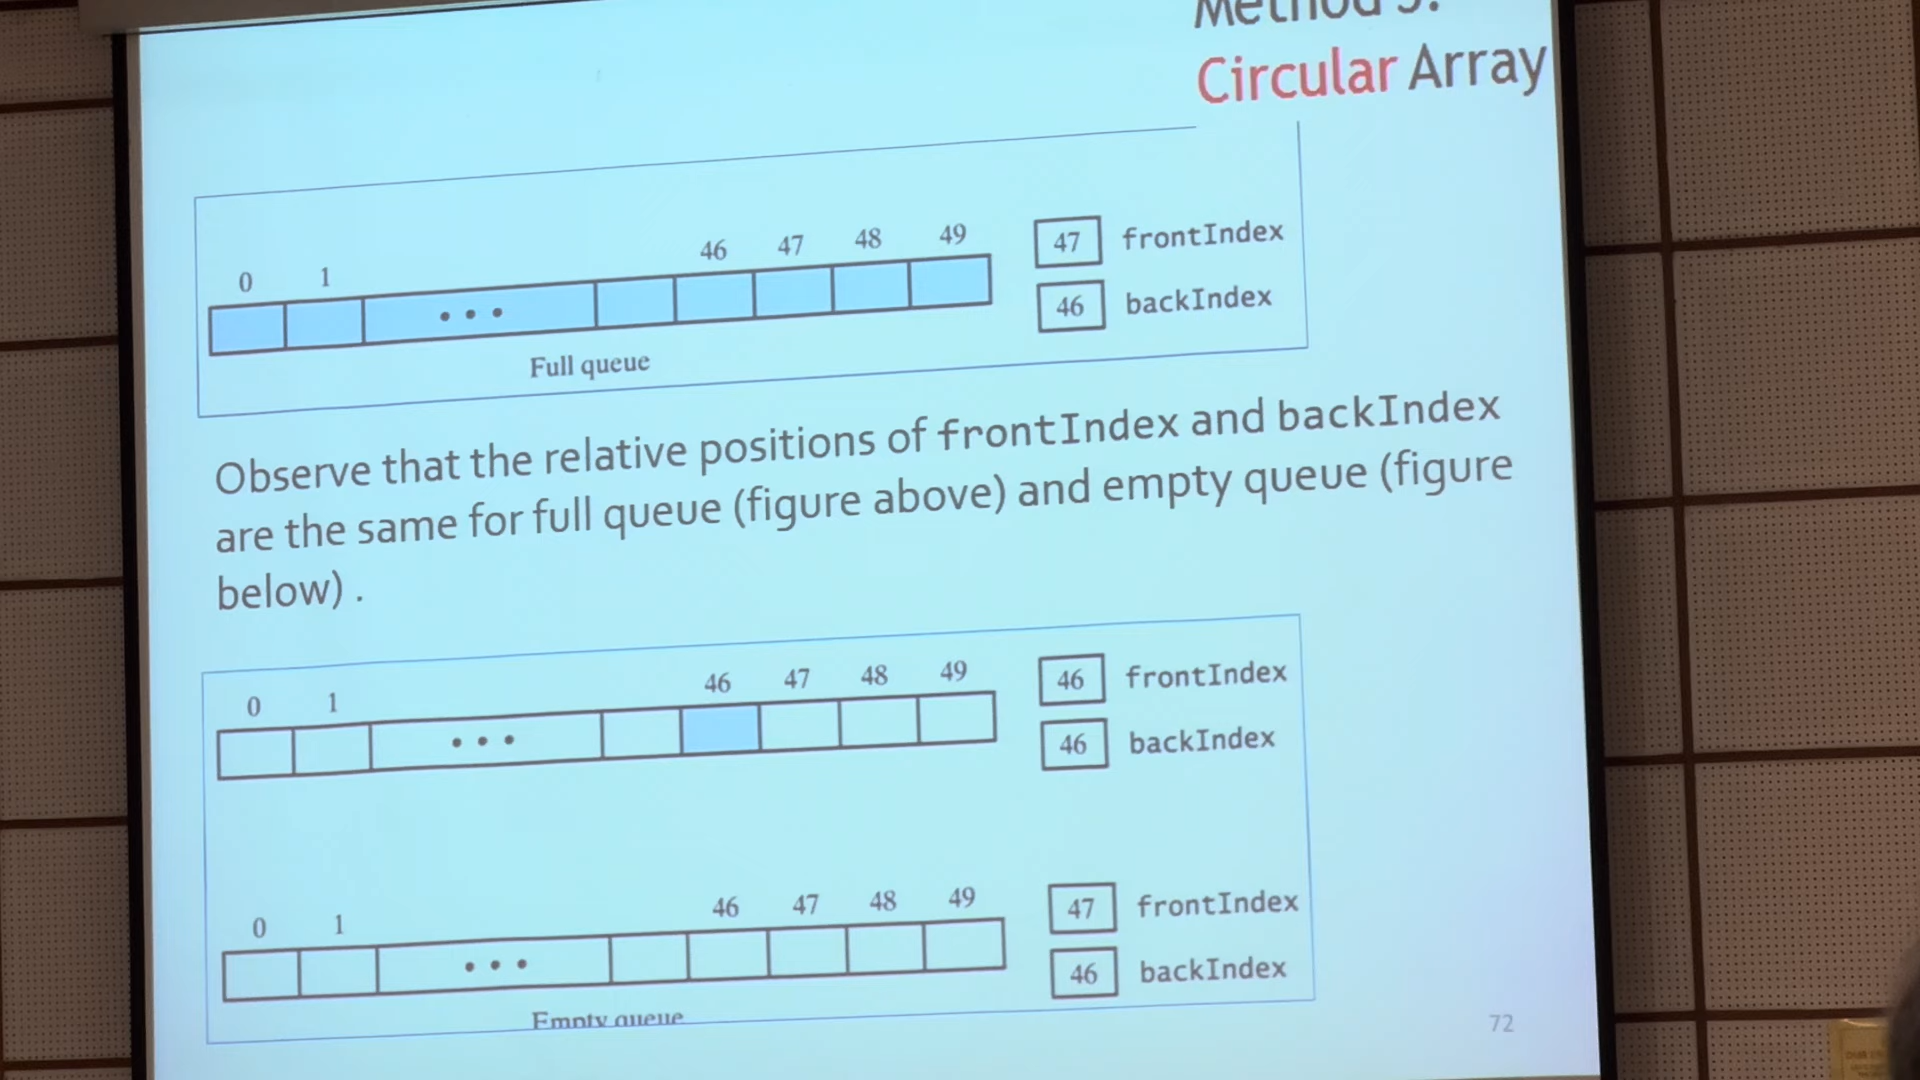 Circular Array
0 1 46 47 48 49
47 frontIndex
46 backIndex
Full queue
Observe that the relative positions of frontIndex and backIndex
are the same for full queue (figure above) and empty queue (figure
below) .
0 1 46 47 48 49
46 frontIndex
46 backIndex
0 1 46 47 48 49
47 frontIndex
46 backIndex
Empty queue
72